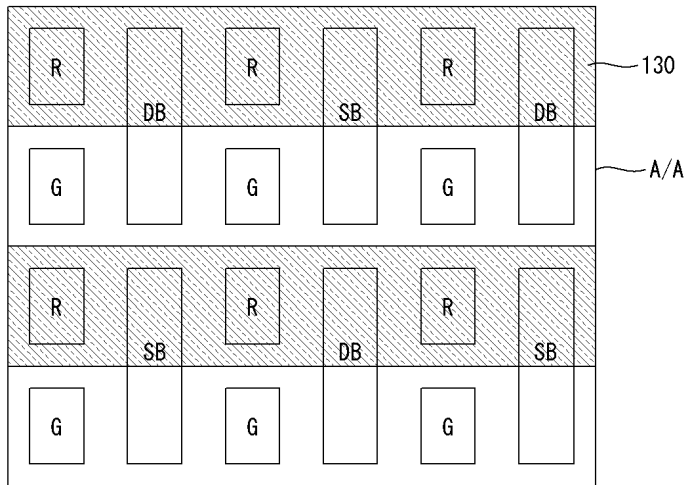 R R R 130
DB SB DB
G G G A/A
R R R
SB DB SB
G G G